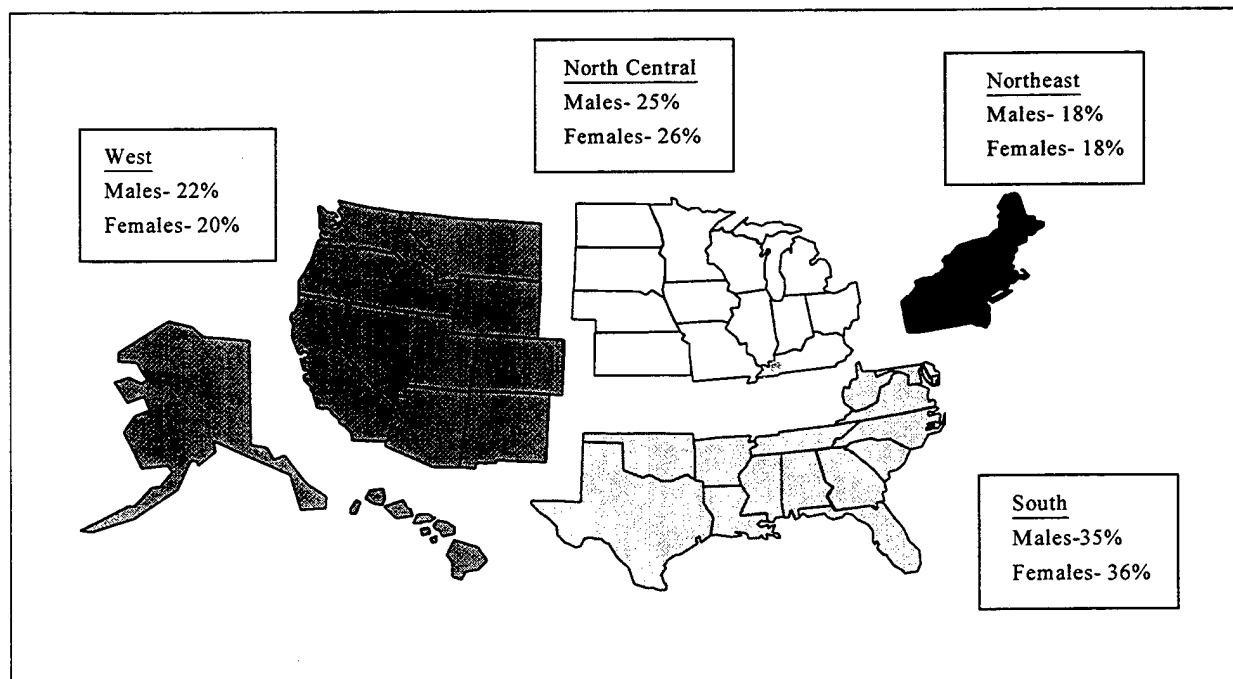 North Central
Males- 25%
Females- 26%
Northeast
Males- 18%
Females- 18%
West
Males- 22%
Females- 20%
South
Males-35%
Females- 36%